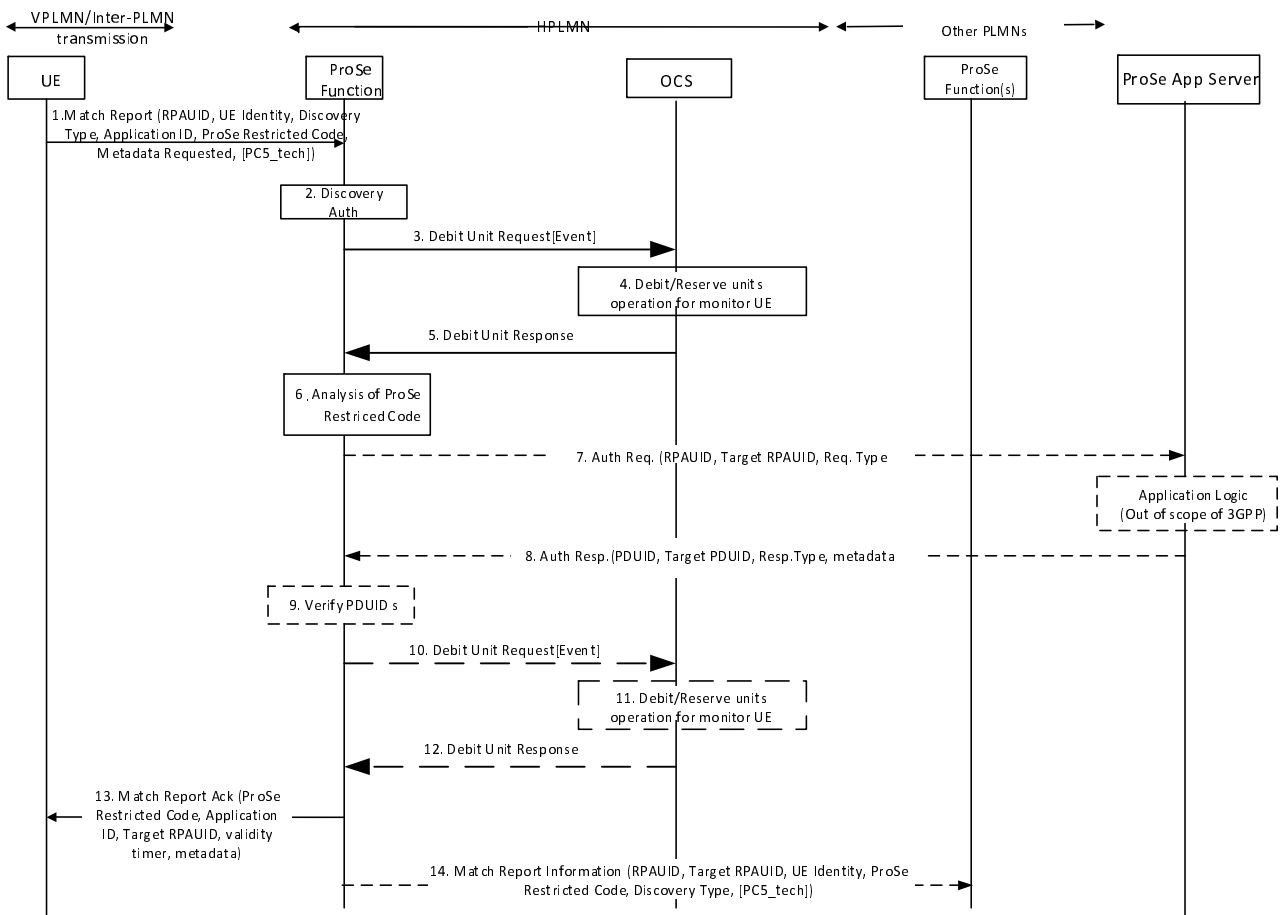 VPLMN/Inter-PLMN
transmission
HPLMN
Other PLMNs
UE
ProSe
Function
OCS
ProSe
Function(s)
ProSe App Server
1.Match Report (RPAUID, UE Identity, Discovery
Type, Application ID, ProSe Restricted Code,
Metadata Requested, [PC5_tech])
2. Discovery
Auth
3. Debit Unit Request[Event]
4. Debit/Reserve units
operation for monitor UE
5. Debit Unit Response
6 . Analysis of ProSe
Restriced Code
7. Auth Req. (RPAUID, Target RPAUID, Req. Type
Application Logic
(Out of scope of 3GPP)
8. Auth Resp.(PDUID, Target PDUID, Resp.Type, metadata
9. Verify PDUID s
10. Debit Unit Request[Event]
11. Debit/Reserve units
operation for monitor UE
12. Debit Unit Response
13. Match Report Ack (ProSe
Restricted Code, Application
ID, Target RPAUID, validity
timer, metadata)
14. Match Report Information (RPAUID, Target RPAUID, UE Identity, ProSe
Restricted Code, Discovery Type, [PC5_tech])